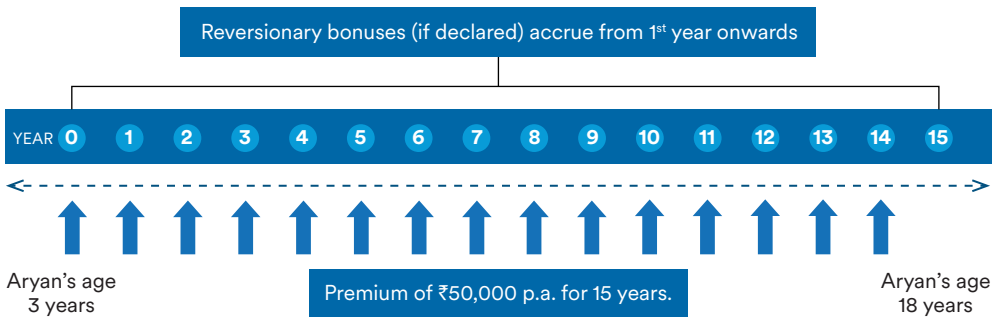 Reversionary bonuses (if declared) accrue from 1st year onwards
YEAR 0 1 2 3 4 5 6 7 8 9 10 11 12 13 14 15
Aryan’s age
3 years
Premium of ₹50,000 p.a. for 15 years.
Aryan’s age
18 years